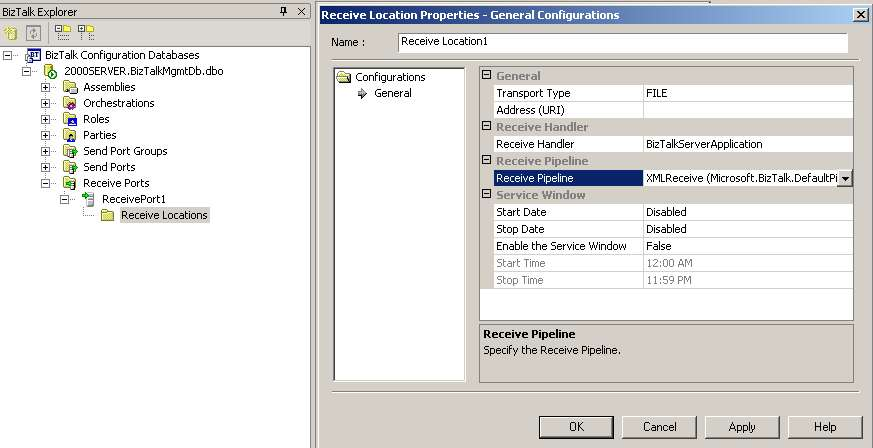 BizTalk Explorer
BizTalk Configuration Databases
2000SERVER.BizTalkMgmtDb.dbo
Assemblies
Orchestrations
Roles
Parties
Send Port Groups
Send Ports
Receive Ports
ReceivePort1
Receive Locations
Receive Location Properties - General Configurations
Name : Receive Location1
Configurations
General
General
Transport Type FILE
Address (URI)
Receive Handler
Receive Handler BizTalkServerApplication
Receive Pipeline
Receive Pipeline XMLReceive (Microsoft.BizTalk.DefaultPi
Service Window
Start Date Disabled
Stop Date Disabled
Enable the Service Window False
Start Time 12:00 AM
Stop Time 11:59 PM
Receive Pipeline
Specify the Receive Pipeline.
OK Cancel Apply Help